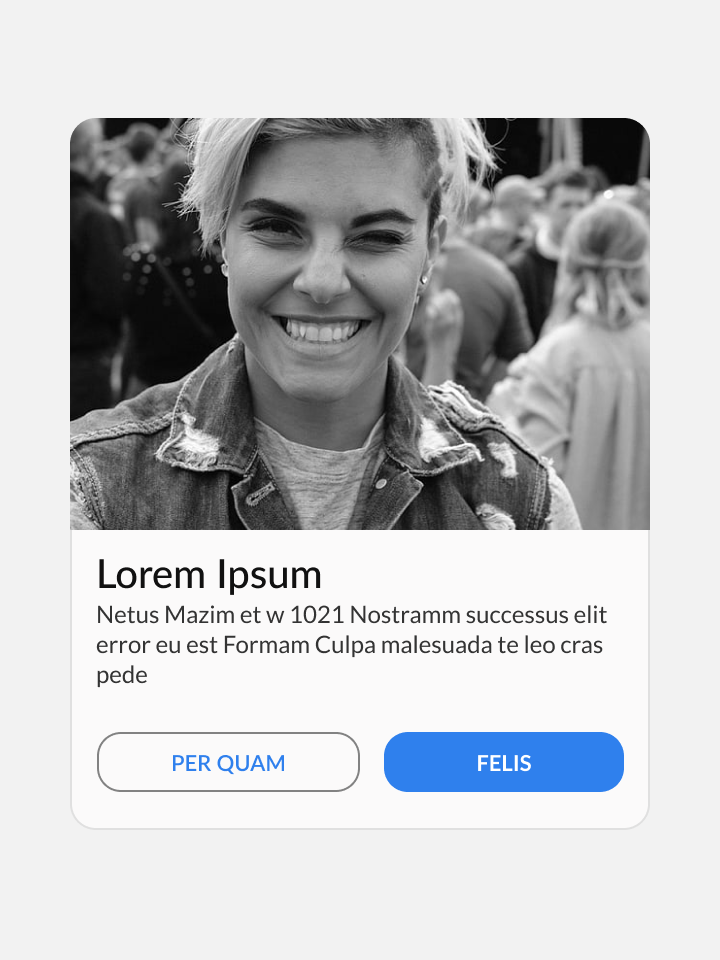 Lorem Ipsum
Netus Mazim et w 1021 Nostramm successus elit
error eu est Formam Culpa malesuada te leo cras
pede
PER QUAM
FELIS